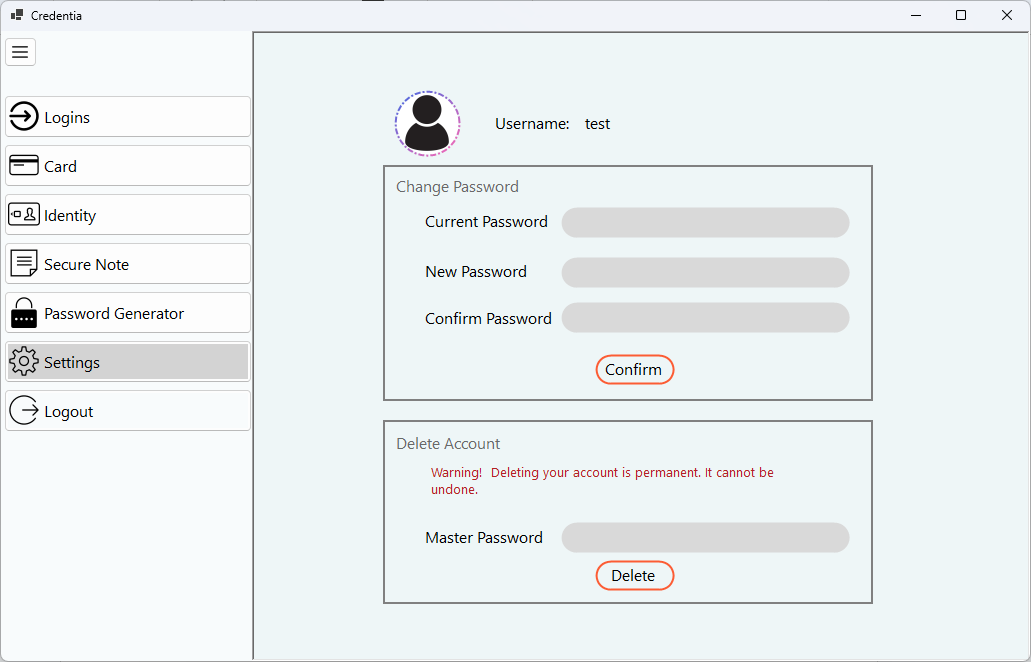 Credentia
Logins
Card
Identity
Secure Note
Password Generator
Settings
Logout
Username: test
Change Password
Current Password
New Password
Confirm Password
Confirm
Delete Account
Warning! Deleting your account is permanent. It cannot be
undone.
Master Password
Delete